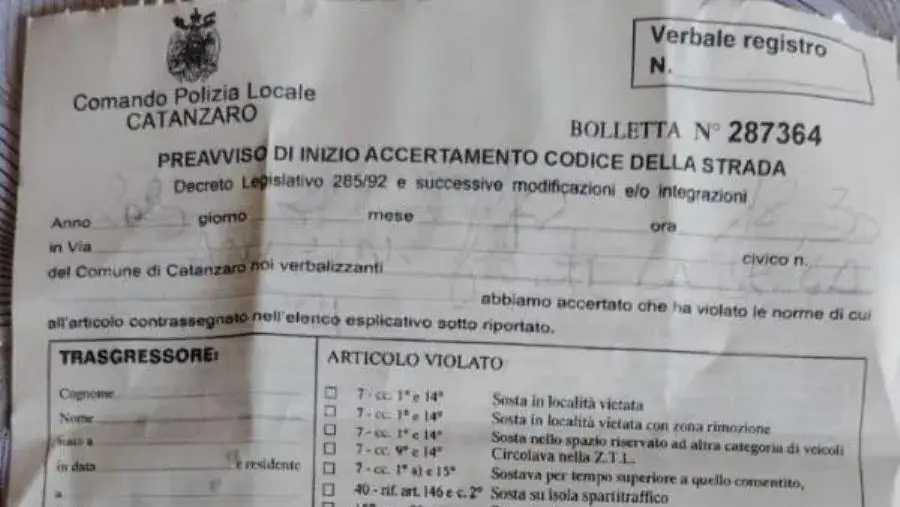 Comando Polizia Locale
CATANZARO
Verbale registro
N.
BOLLETTA N° 287364
PREAVVISO DI INIZIO ACCERTAMENTO CODICE DELLA STRADA
Decreto Legislativo 285/92 e successive modificazioni e/o integrazioni
Anno giorno mese ora
in Via civico n.
del Comune di Catanzaro noi verbalizzanti
abbiamo accertato che ha violato le norme di cui
all'articolo contrassegnato nell'elenco esplicativo sotto riportato.
TRASGRESSORE:
Cognome
Nome
nato a
in data e residente
a
ARTICOLO VIOLATO
7 - cc. 1° e 14° Sosta in località vietata
7 - cc. 1° e 14° Sosta in località vietata con zona rimozione
7 - cc. 1° e 14° Sosta nello spazio riservato ad altra categoria di veicoli
7 - cc. 9° e 14° Circolava nella Z.T.L.
7 - cc. 1° a) e 15° Sostava per tempo superiore a quello consentito,
40 - rif. art. 146 e c. 2° Sosta su isola spartitraffico